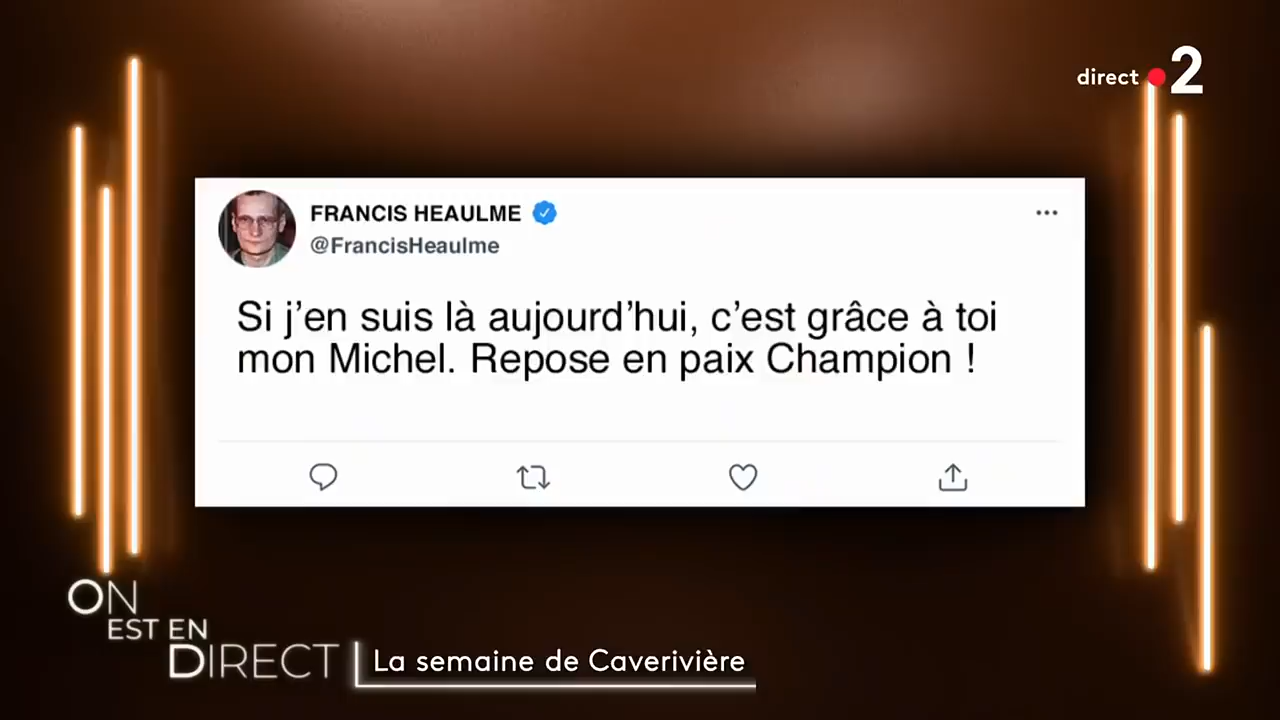 direct 2
FRANCIS HEAULME
@FrancisHeaulme
Si j’en suis là aujourd’hui, c’est grâce à toi
mon Michel. Repose en paix Champion !
ON
EST EN
DIRECT
La semaine de Caverivière